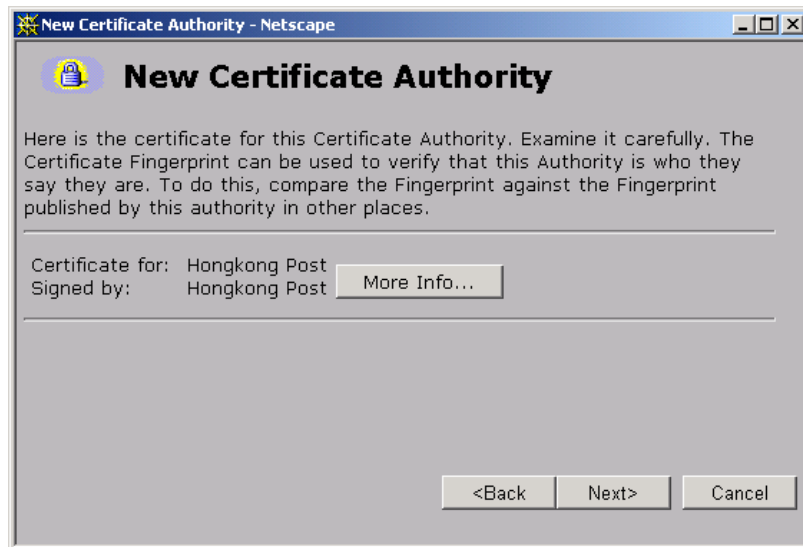 New Certificate Authority - Netscape
New Certificate Authority
Here is the certificate for this Certificate Authority. Examine it carefully. The
Certificate Fingerprint can be used to verify that this Authority is who they
say they are. To do this, compare the Fingerprint against the Fingerprint
published by this authority in other places.
Certificate for: Hongkong Post
Signed by: Hongkong Post
More Info...
<Back Next> Cancel